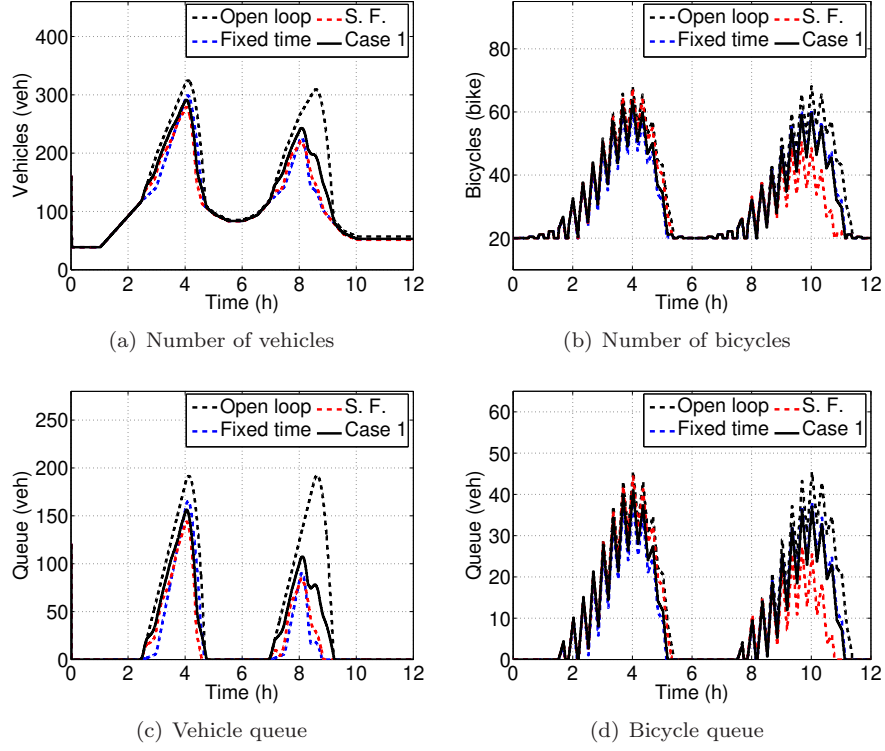 Open loop S. F.
Fixed time Case 1
Vehicles (veh)
400
300
200
100
0
0 2 4 6 8 10 12
Time (h)
(a) Number of vehicles
Open loop S. F.
Fixed time Case 1
Bicycles (bike)
80
60
40
20
0 2 4 6 8 10 12
Time (h)
(b) Number of bicycles
Open loop S. F.
Fixed time Case 1
Queue (veh)
250
200
150
100
50
0
0 2 4 6 8 10 12
Time (h)
(c) Vehicle queue
Open loop S. F.
Fixed time Case 1
Queue (veh)
60
50
40
30
20
10
0
0 2 4 6 8 10 12
Time (h)
(d) Bicycle queue